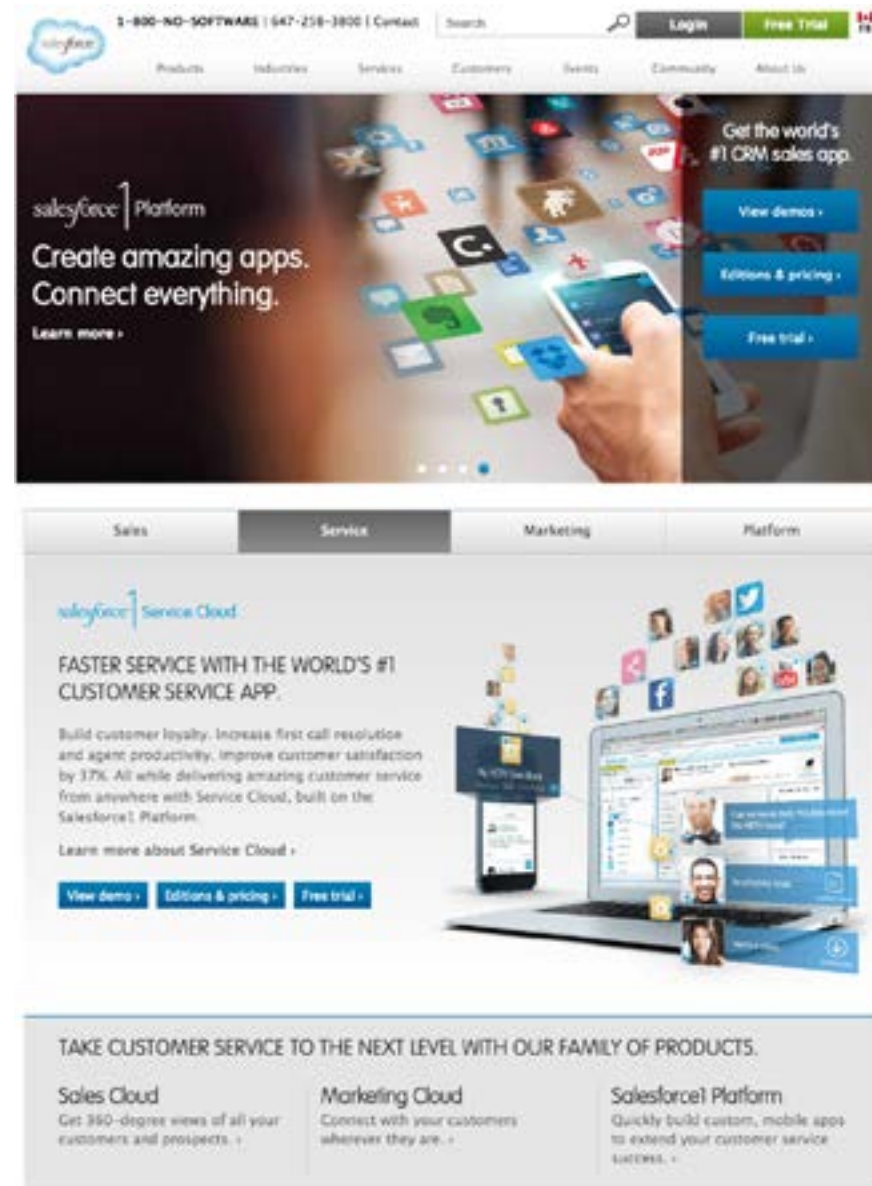 salesforce
1-800-NO-SOFTWARE | 647-258-3800 | Contact
Search
Login
Free Trial
FR
Products Industries Services Customers Events Community About Us
salesforce1 Platform
Create amazing apps.
Connect everything.
Learn more ›
Get the world's
#1 CRM sales app.
View demos ›
Editions & pricing ›
Free trial ›
Sales Service Marketing Platform
salesforce1 Service Cloud
FASTER SERVICE WITH THE WORLD'S #1
CUSTOMER SERVICE APP.
Build customer loyalty. Increase first call resolution
and agent productivity. Improve customer satisfaction
by 37%. All while delivering amazing customer service
from anywhere with Service Cloud, built on the
Salesforce1 Platform.
Learn more about Service Cloud ›
View demo › Editions & pricing › Free trial ›
TAKE CUSTOMER SERVICE TO THE NEXT LEVEL WITH OUR FAMILY OF PRODUCTS.
Sales Cloud
Get 360-degree views of all your
customers and prospects. ›
Marketing Cloud
Connect with your customers
wherever they are. ›
Salesforce1 Platform
Quickly build custom, mobile apps
to extend your customer service
success. ›